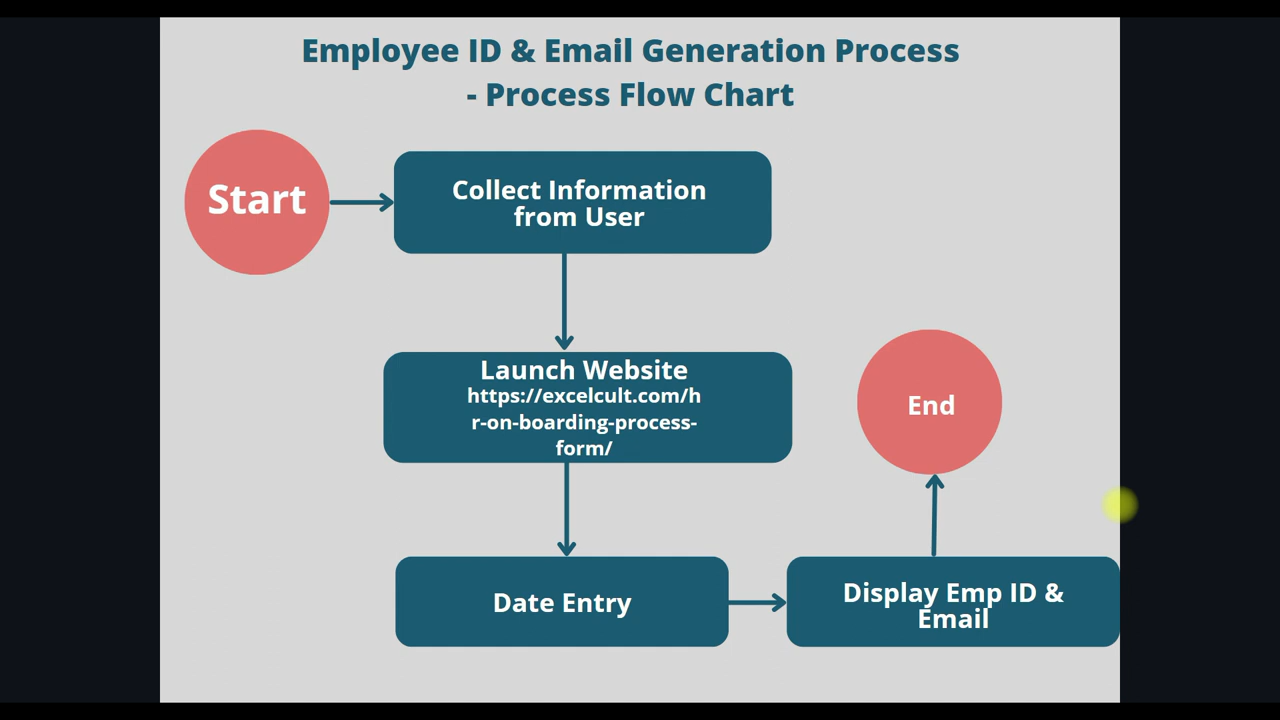 Employee ID & Email Generation Process
- Process Flow Chart
Start
Collect Information
from User
Launch Website
https://excelcult.com/h
r-on-boarding-process-
form/
End
Date Entry
Display Emp ID &
Email